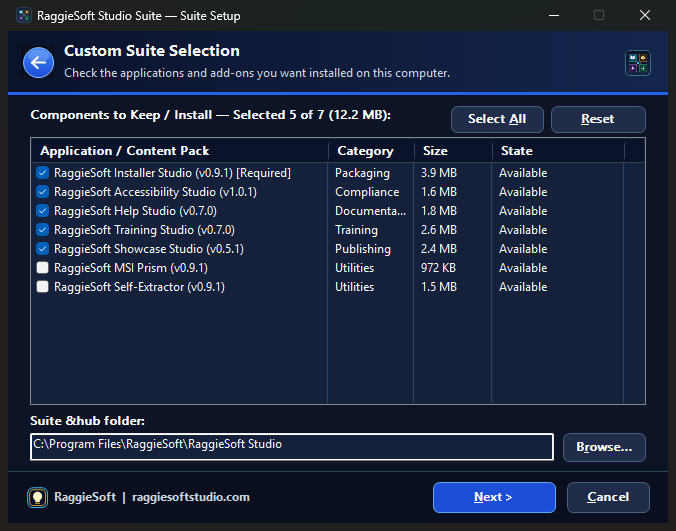 RaggieSoft Studio Suite — Suite Setup
Custom Suite Selection
Check the applications and add-ons you want installed on this computer.
Components to Keep / Install — Selected 5 of 7 (12.2 MB): Select All Reset
Application / Content Pack Category Size State
RaggieSoft Installer Studio (v0.9.1) [Required] Packaging 3.9 MB Available
RaggieSoft Accessibility Studio (v1.0.1) Compliance 1.6 MB Available
RaggieSoft Help Studio (v0.7.0) Documenta... 1.8 MB Available
RaggieSoft Training Studio (v0.7.0) Training 2.6 MB Available
RaggieSoft Showcase Studio (v0.5.1) Publishing 2.4 MB Available
RaggieSoft MSI Prism (v0.9.1) Utilities 972 KB Available
RaggieSoft Self-Extractor (v0.9.1) Utilities 1.5 MB Available
Suite &hub folder:
C:\Program Files\RaggieSoft\RaggieSoft Studio Browse...
RaggieSoft | raggiesoftstudio.com Next > Cancel